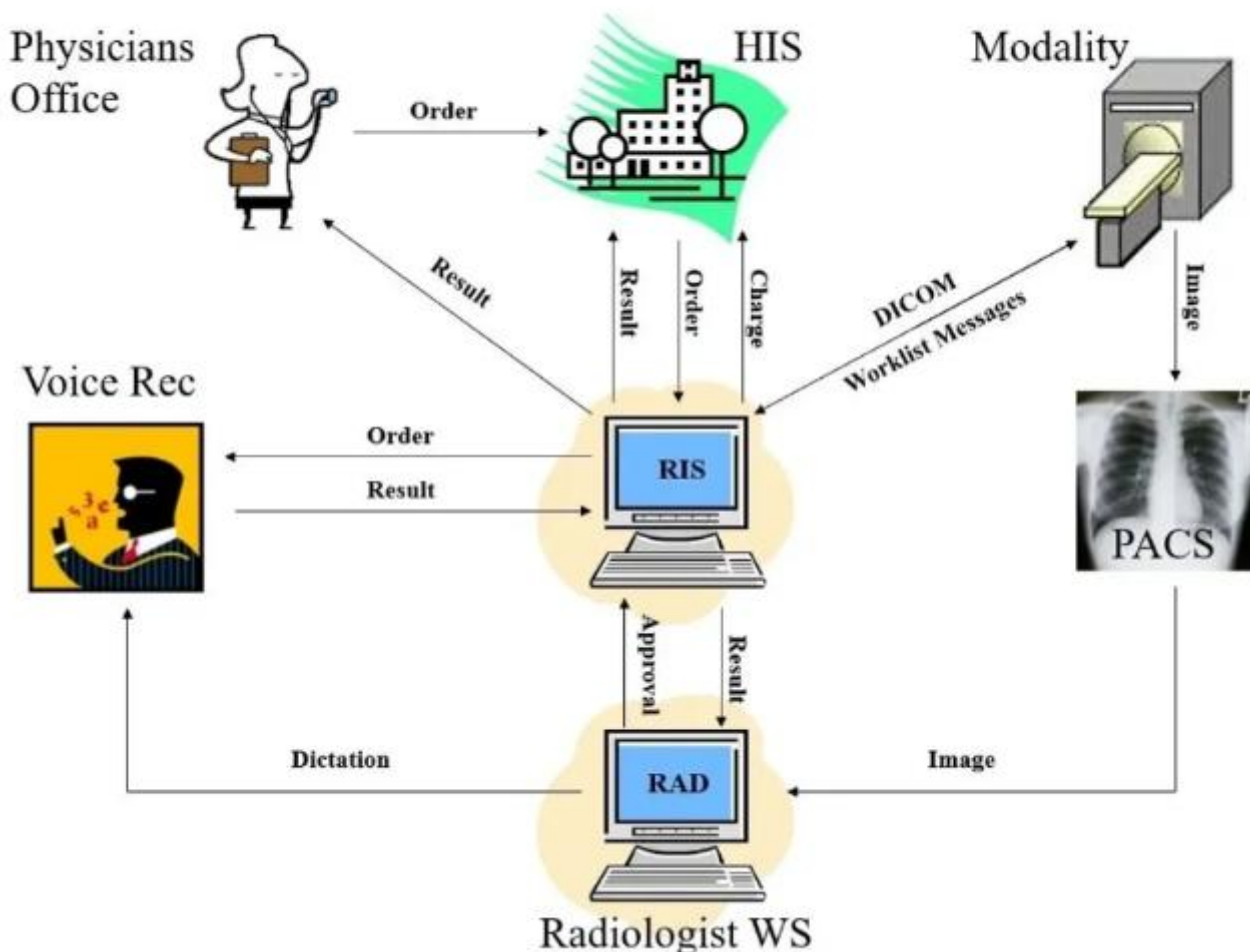 Physicians
Office
HIS
Modality
Order
Result
Result
Order
Charge
DICOM
Worklist Messages
Image
Voice Rec
Order
Result
RIS
PACS
Approval
Result
Dictation
RAD
Image
Radiologist WS